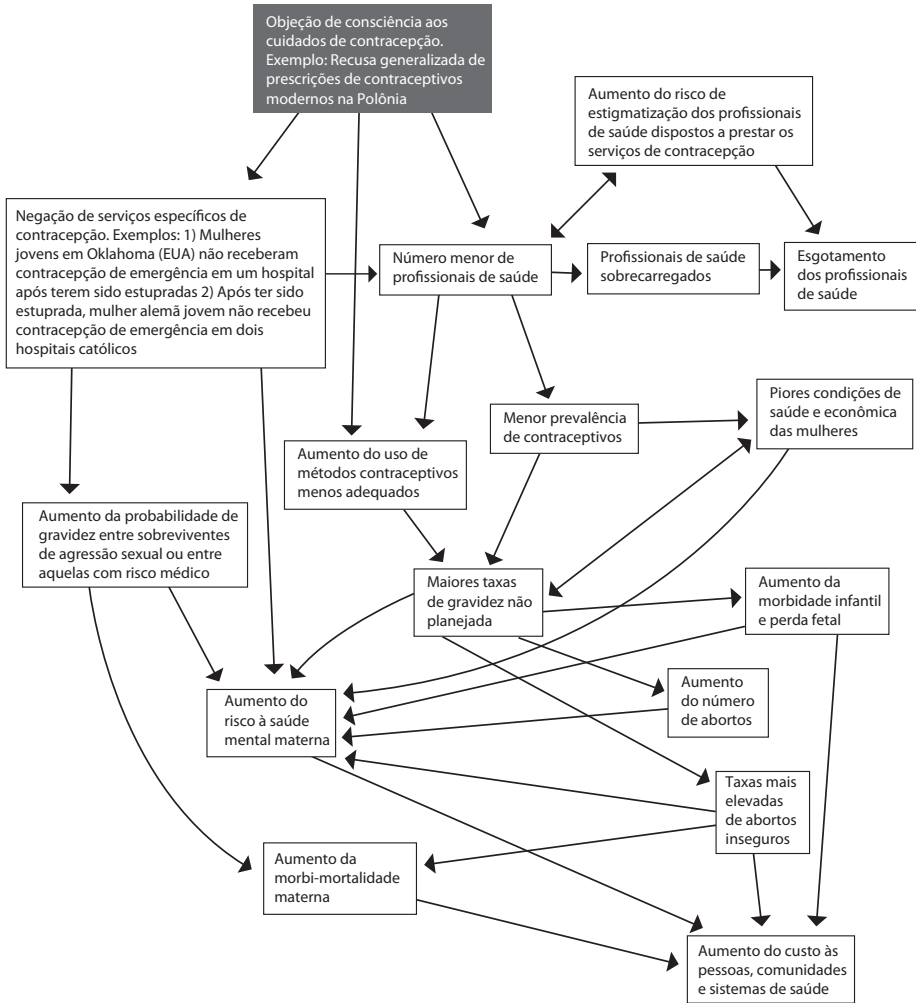 Objeção de consciência aos
cuidados de contracepção.
Exemplo: Recusa generalizada de
prescrições de contraceptivos
modernos na Polônia
Aumento do risco de
estigmatização dos profissionais
de saúde dispostos a prestar os
serviços de contracepção
Negação de serviços específicos de
contracepção. Exemplos: 1) Mulheres
jovens em Oklahoma (EUA) não receberam
contracepção de emergência em um hospital
após terem sido estupradas 2) Após ter sido
estuprada, mulher alemã jovem não recebeu
contracepção de emergência em dois
hospitais católicos
Número menor de
profissionais de saúde
Profissionais de saúde
sobrecarregados
Esgotamento
dos profissionais
de saúde
Menor prevalência
de contraceptivos
Piores condições de
saúde e econômica
das mulheres
Aumento do uso de
métodos contraceptivos
menos adequados
Aumento da probabilidade de
gravidez entre sobreviventes
de agressão sexual ou entre
aquelas com risco médico
Maiores taxas
de gravidez não
planejada
Aumento da
morbidade infantil
e perda fetal
Aumento do
risco à saúde
mental materna
Aumento
do número
de abortos
Taxas mais
elevadas
de abortos
inseguros
Aumento da
morbi-mortalidade
materna
Aumento do custo às
pessoas, comunidades
e sistemas de saúde